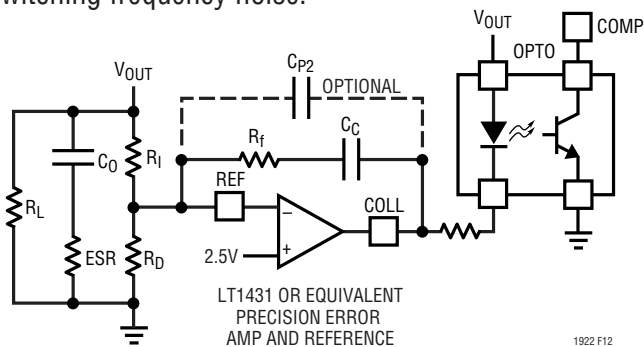 switching frequency noise.
VOUT
OPTO
COMP
VOUT
CP2
OPTIONAL
CO
RI
Rf
CC
RL
REF
COLL
ESR
RD
−
+
2.5V
LT1431 OR EQUIVALENT
PRECISION ERROR
AMP AND REFERENCE
1922 F12